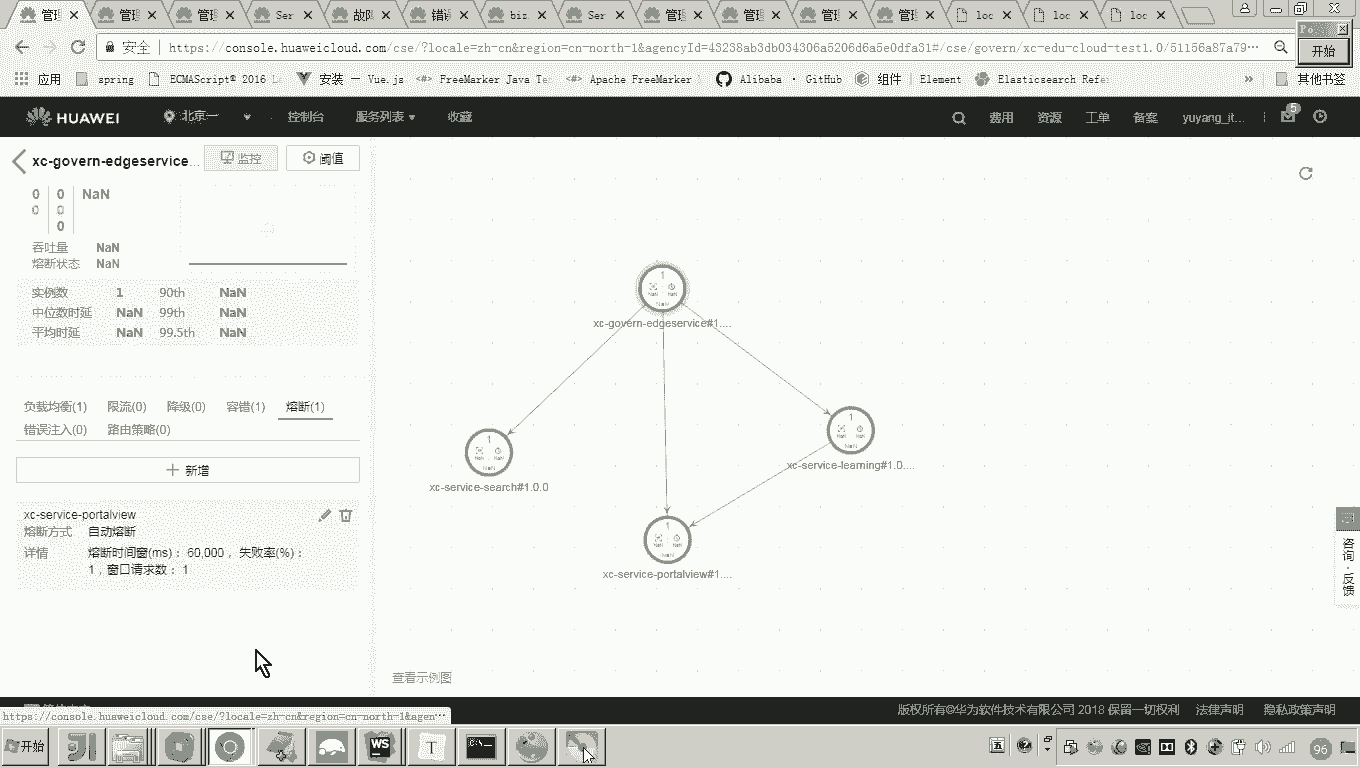 管理
管理
管理
Ser
故障
错误
biz.
Ser
管理
管理
管理
管理
loc
loc
loc
安全 https://console.huaweicloud.com/cse/?locale=zh-cn&region=cn-north-1&agencyId=43238ab3db034306a5206d6a5e0dfa31#/cse/govern/xc-edu-cloud-test1.0/51156a87a79…
开始
应用 spring ECMAScript® 2016 L 安装 — Vue.js FreeMarker Java Te Apache FreeMarker Alibaba · GitHub 组件 | Element Elasticsearch Refe » 其他书签
HUAWEI 北京一 控制台 服务列表 收藏 费用 资源 工单 备案 yuyang_it... 5
xc-govern-edgeservice... 监控 阈值
0 0 NaN
0 0
0
吞吐量 NaN
熔断状态 NaN
实例数 1 90th NaN
中位数时延 NaN 99th NaN
平均时延 NaN 99.5th NaN
负载均衡(1) 限流(0) 降级(0) 容错(1) 熔断(1)
错误注入(0) 路由策略(0)
新增
xc-service-portalview
熔断方式 自动熔断
详情 熔断时间窗(ms)： 60,000， 失败率(%)：
1，窗口请求数： 1
1
NaN NaN
NaN
xc-govern-edgeservice#1....
1
NaN NaN
NaN
xc-service-learning#1.0....
1
NaN NaN
NaN
xc-service-search#1.0.0
1
NaN NaN
NaN
xc-service-portalview#1....
查看示例图
咨询·反馈
https://console.huaweicloud.com/cse/?locale=zh-cn&region=cn-north-1&agen…
版权所有©华为软件技术有限公司 2018 保留一切权利 法律声明 隐私政策声明
开始
WS
T
96